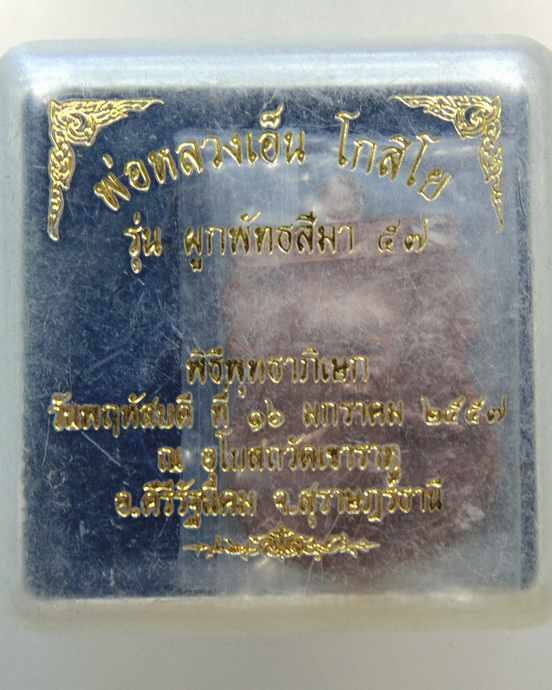 พ่อหลวงเอ็น โกสิโย
รุ่น ผูกพัทธสีมา ๕๗
พิธีพุทธาภิเษก
วันพฤหัสบดี ที่ ๑๖ มกราคม ๒๕๕๗
ณ อุโบสถวัดเขาราหู
อ.คีรีรัฐนิคม จ.สุราษฎร์ธานี